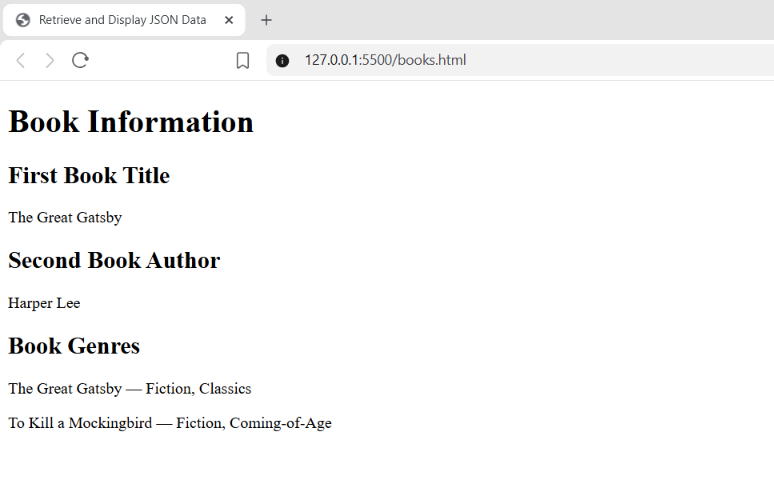 Retrieve and Display JSON Data
127.0.0.1:5500/books.html
Book Information
First Book Title
The Great Gatsby
Second Book Author
Harper Lee
Book Genres
The Great Gatsby — Fiction, Classics
To Kill a Mockingbird — Fiction, Coming-of-Age